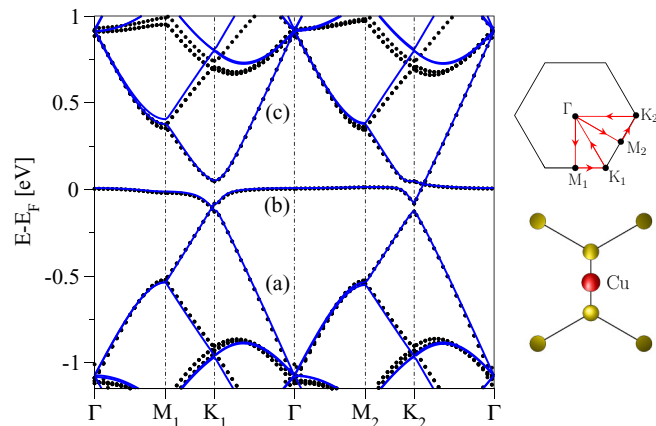 1
0.5
0
-0.5
-1
E-E_F [eV]
(c)
(b)
(a)
Γ M_1 K_1 Γ M_2 K_2 Γ
Γ
K_2
M_2
M_1 K_1
Cu